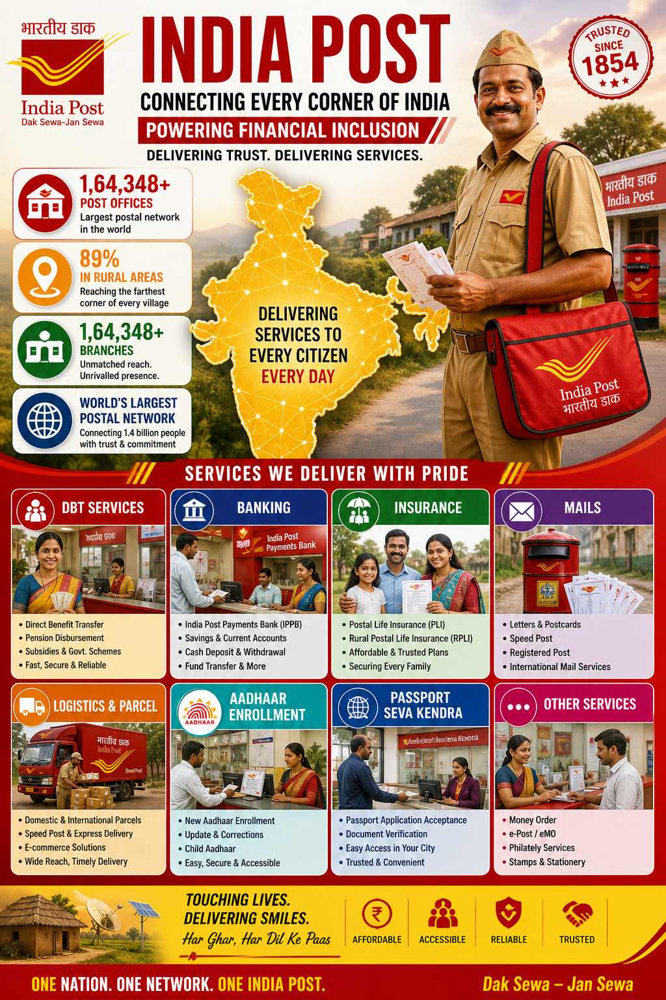 भारतीय डाक
India Post
Dak Sewa-Jan Sewa
INDIA POST
CONNECTING EVERY CORNER OF INDIA
POWERING FINANCIAL INCLUSION
DELIVERING TRUST. DELIVERING SERVICES.
TRUSTED
SINCE
1854
1,64,348+
POST OFFICES
Largest postal network
in the world
89%
IN RURAL AREAS
Reaching the farthest
corner of every village
1,64,348+
BRANCHES
Unmatched reach.
Unrivalled presence.
WORLD'S LARGEST
POSTAL NETWORK
Connecting 1.4 billion people
with trust & commitment
DELIVERING
SERVICES TO
EVERY CITIZEN
EVERY DAY
भारतीय डाक
India Post
India Post
भारतीय डाक
SERVICES WE DELIVER WITH PRIDE
DBT SERVICES
• Direct Benefit Transfer
• Pension Disbursement
• Subsidies & Govt. Schemes
• Fast, Secure & Reliable
BANKING
India Post
Payments Bank
• India Post Payments Bank (IPPB)
• Savings & Current Accounts
• Cash Deposit & Withdrawal
• Fund Transfer & More
INSURANCE
• Postal Life Insurance (PLI)
• Rural Postal Life Insurance (RPLI)
• Affordable & Trusted Plans
• Securing Every Family
MAILS
• Letters & Postcards
• Speed Post
• Registered Post
• International Mail Services
LOGISTICS & PARCEL
भारतीय डाक
India Post
Speed Post
• Domestic & International Parcels
• Speed Post & Express Delivery
• E-commerce Solutions
• Wide Reach, Timely Delivery
AADHAAR
AADHAAR
ENROLLMENT
• New Aadhaar Enrollment
• Update & Corrections
• Child Aadhaar
• Easy, Secure & Accessible
PASSPORT
SEVA KENDRA
• Passport Application Acceptance
• Document Verification
• Easy Access in Your City
• Trusted & Convenient
OTHER SERVICES
• Money Order
• e-Post / eMO
• Philately Services
• Stamps & Stationery
TOUCHING LIVES.
DELIVERING SMILES.
Har Ghar, Har Dil Ke Paas
AFFORDABLE
ACCESSIBLE
RELIABLE
TRUSTED
ONE NATION. ONE NETWORK. ONE INDIA POST.
Dak Sewa – Jan Sewa